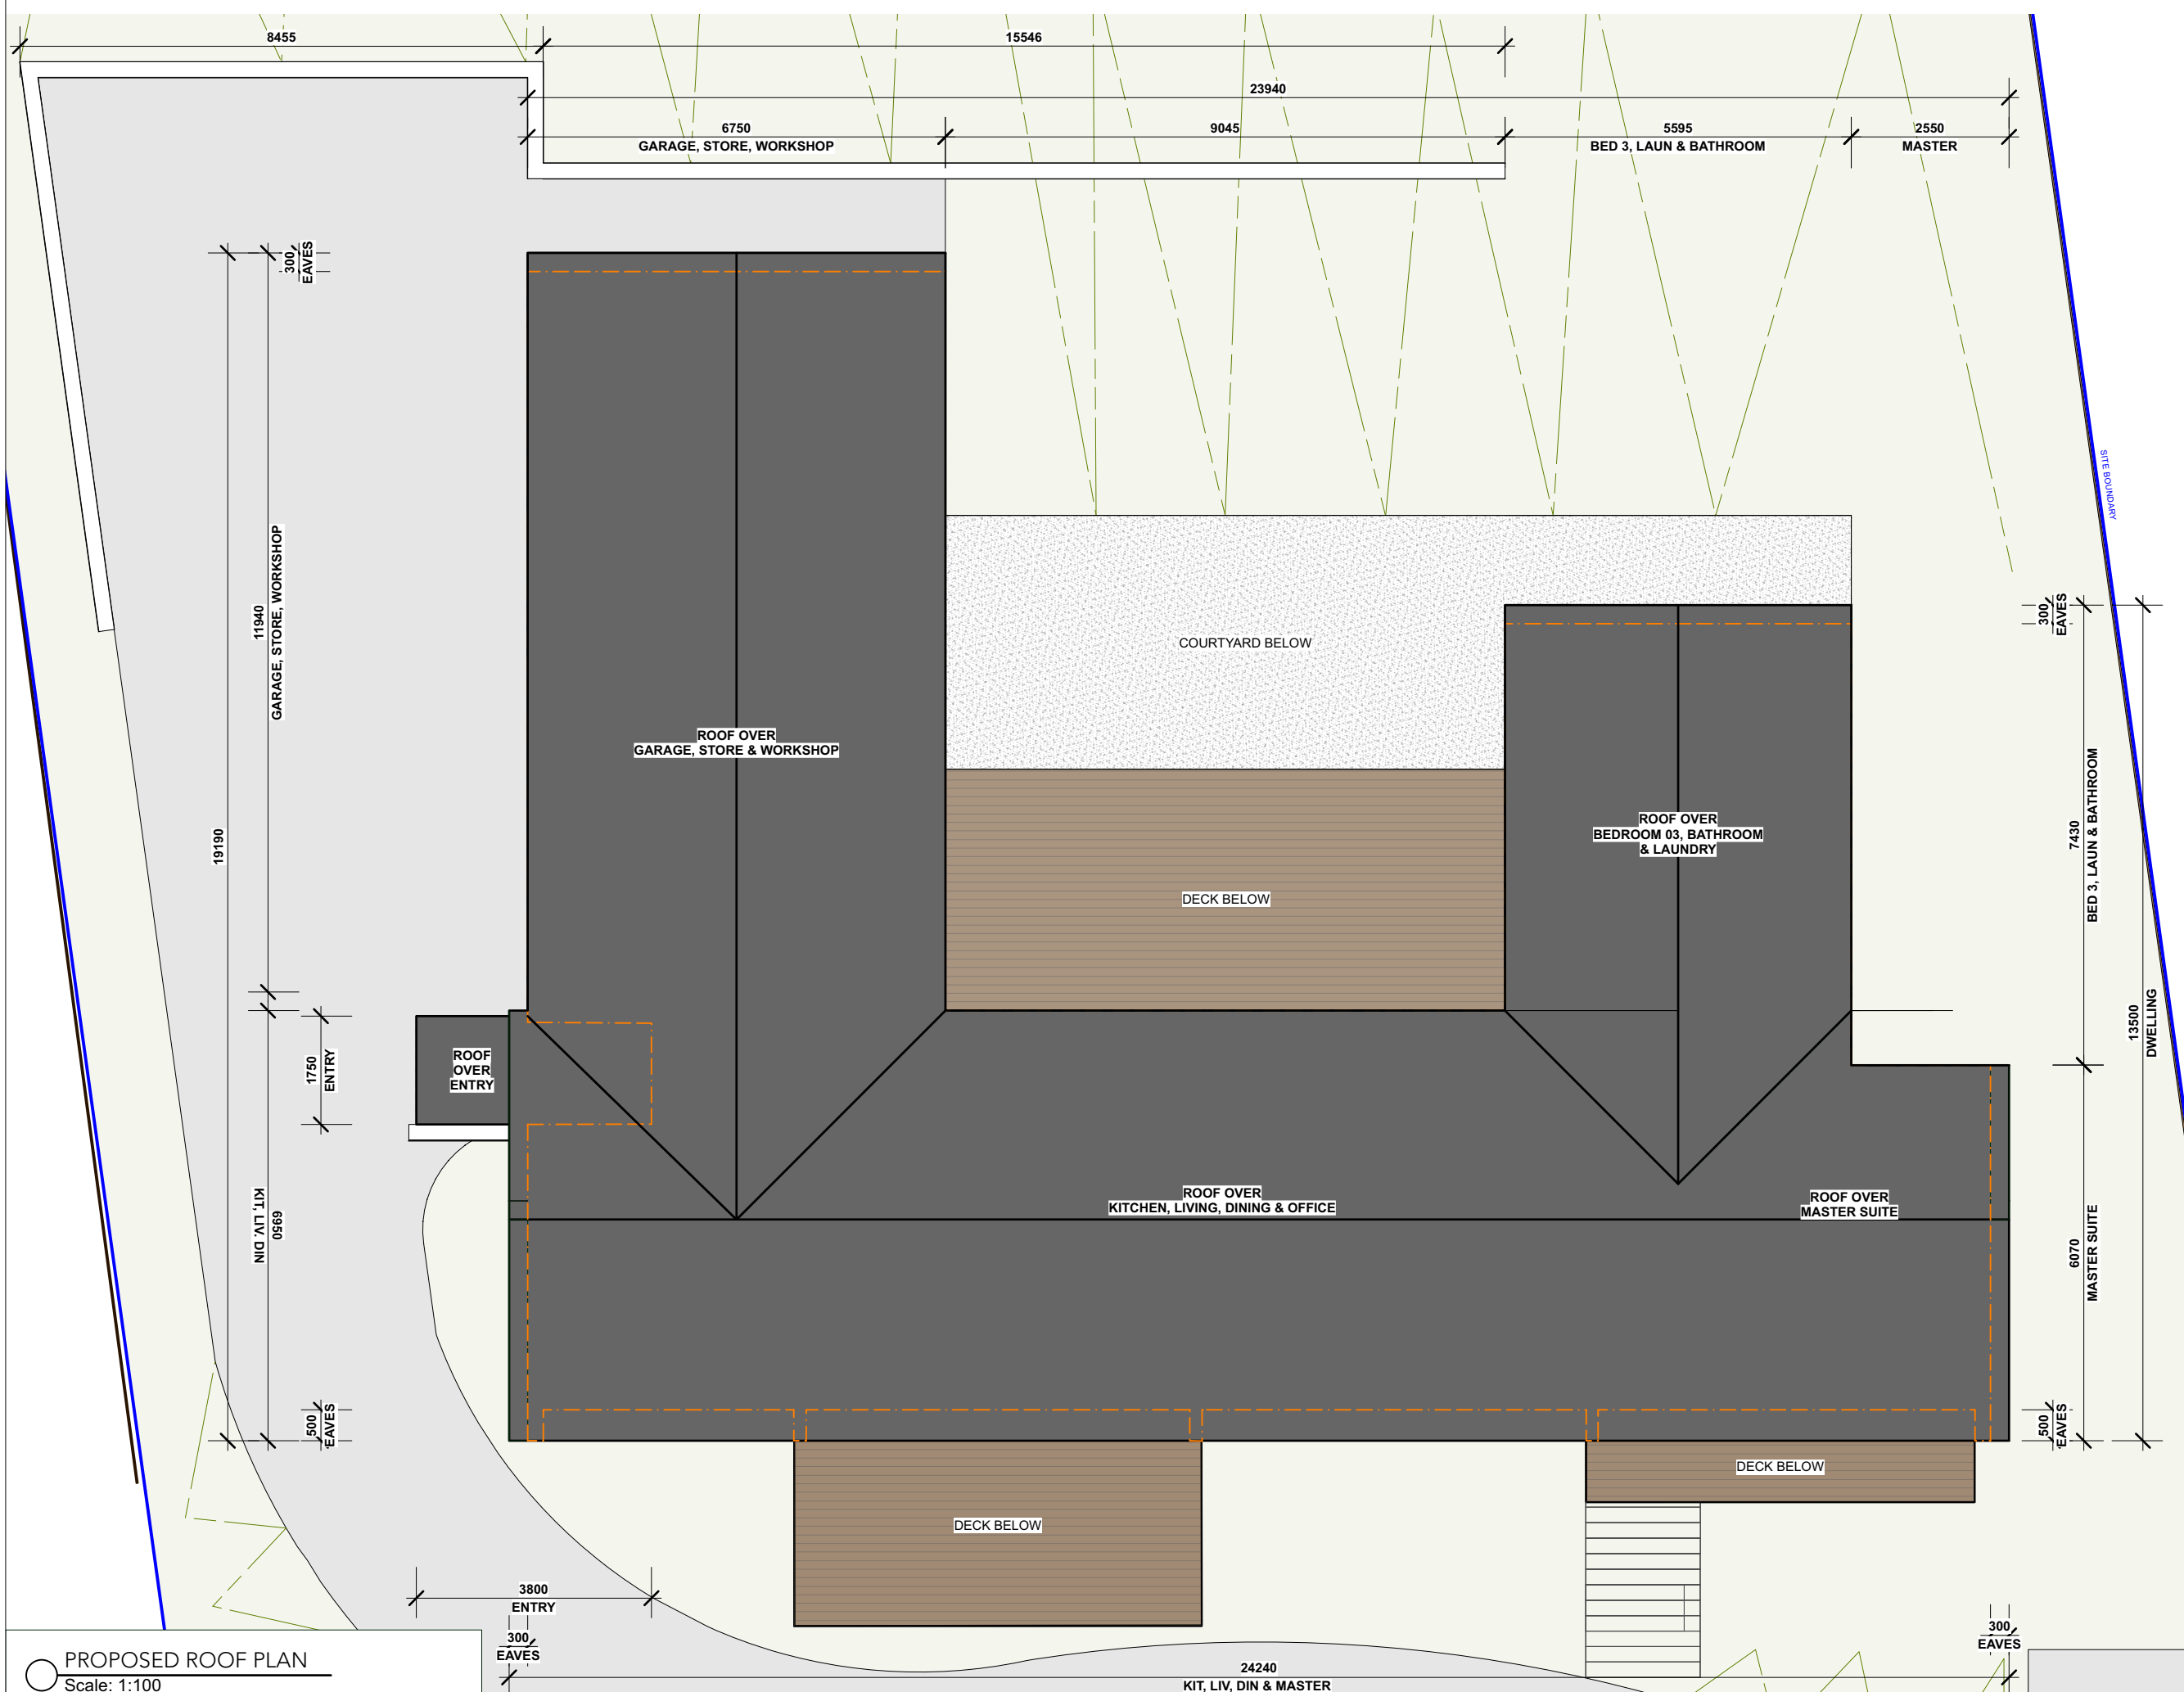 8455
15546
23940
6750
GARAGE, STORE, WORKSHOP
9045
5595
BED 3, LAUN & BATHROOM
2550
MASTER
300
EAVES
SITE BOUNDARY
11940
GARAGE, STORE, WORKSHOP
300
EAVES
COURTYARD BELOW
ROOF OVER
GARAGE, STORE & WORKSHOP
ROOF OVER
BEDROOM 03, BATHROOM
& LAUNDRY
19190
7430
BED 3, LAUN & BATHROOM
DECK BELOW
13500
DWELLING
ROOF
OVER
ENTRY
1750
ENTRY
ROOF OVER
KITCHEN, LIVING, DINING & OFFICE
ROOF OVER
MASTER SUITE
6950
KIT, LIV, DIN
6070
MASTER SUITE
500
EAVES
500
EAVES
DECK BELOW
DECK BELOW
3800
ENTRY
300
EAVES
300
EAVES
24240
KIT, LIV, DIN & MASTER
PROPOSED ROOF PLAN
Scale: 1:100